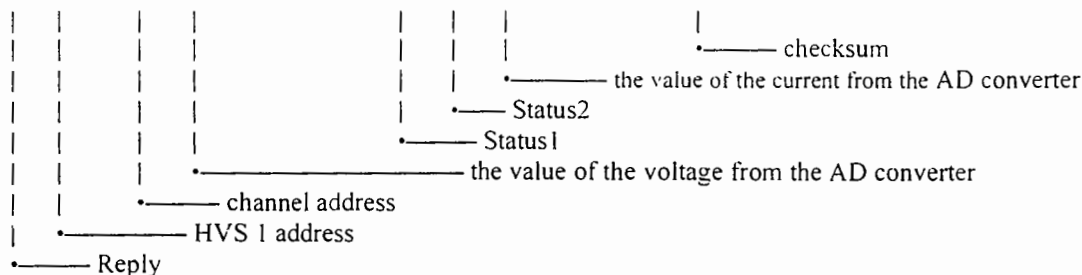 checksum
the value of the current from the AD converter
Status2
Status1
the value of the voltage from the AD converter
channel address
HVS 1 address
Reply